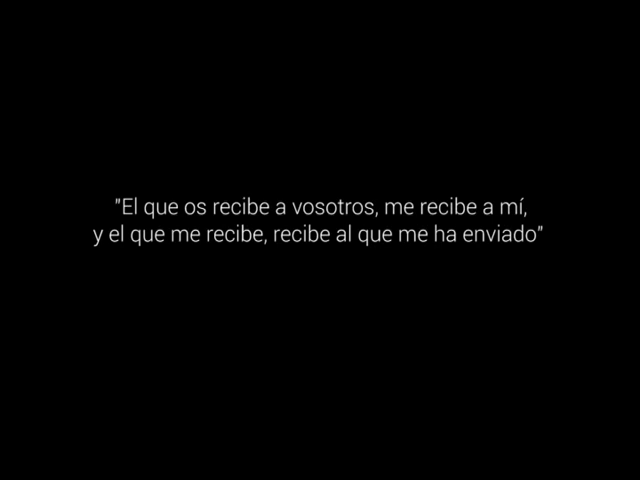 "El que os recibe a vosotros, me recibe a mí,
y el que me recibe, recibe al que me ha enviado"